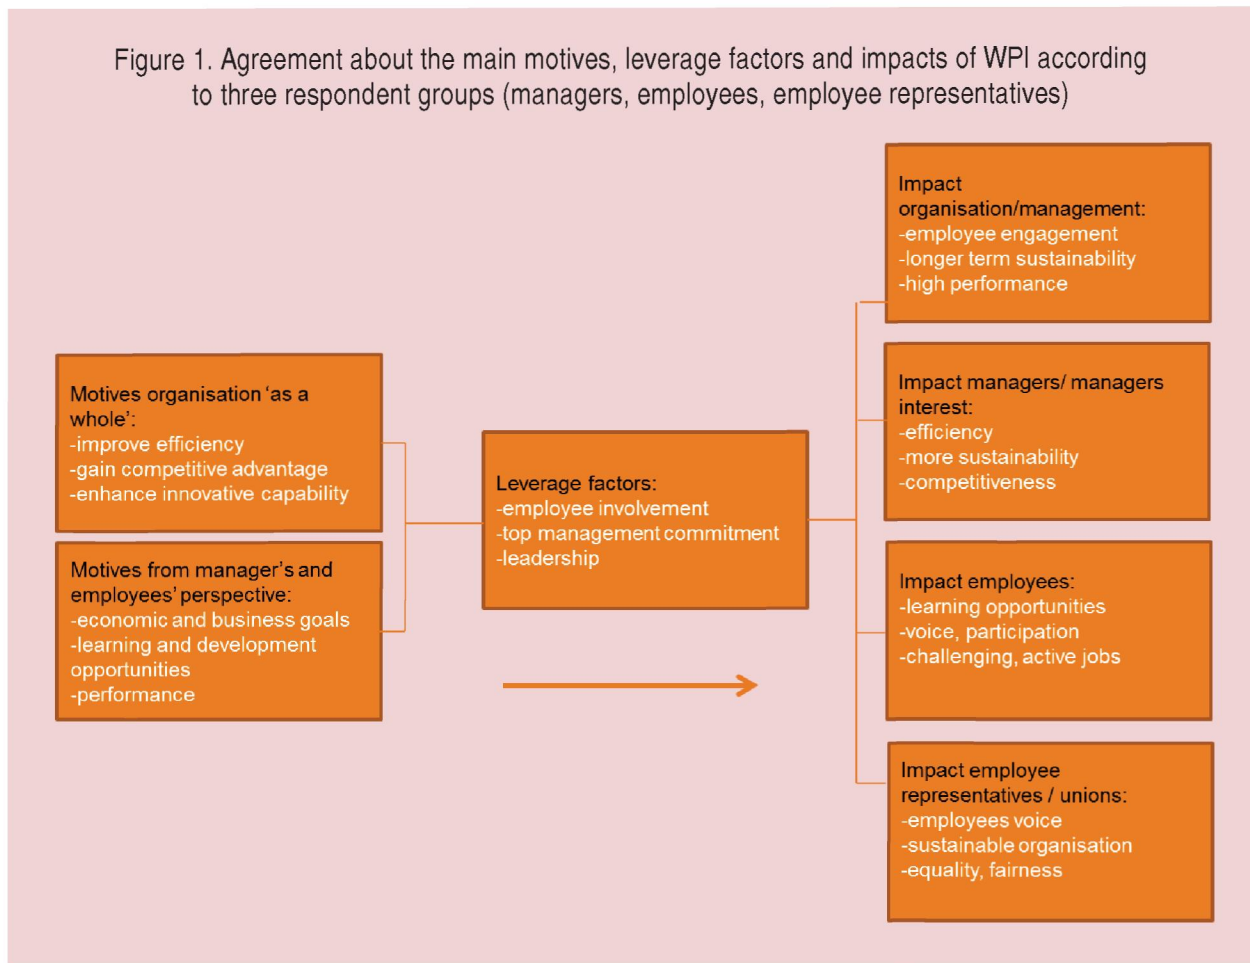 Figure 1. Agreement about the main motives, leverage factors and impacts of WPI according
to three respondent groups (managers, employees, employee representatives)
Motives organisation ‘as a
whole’:
-improve efficiency
-gain competitive advantage
-enhance innovative capability
Motives from manager’s and
employees’ perspective:
-economic and business goals
-learning and development
opportunities
-performance
Leverage factors:
-employee involvement
-top management commitment
-leadership
Impact
organisation/management:
-employee engagement
-longer term sustainability
-high performance
Impact managers/ managers
interest:
-efficiency
-more sustainability
-competitiveness
Impact employees:
-learning opportunities
-voice, participation
-challenging, active jobs
Impact employee
representatives / unions:
-employees voice
-sustainable organisation
-equality, fairness